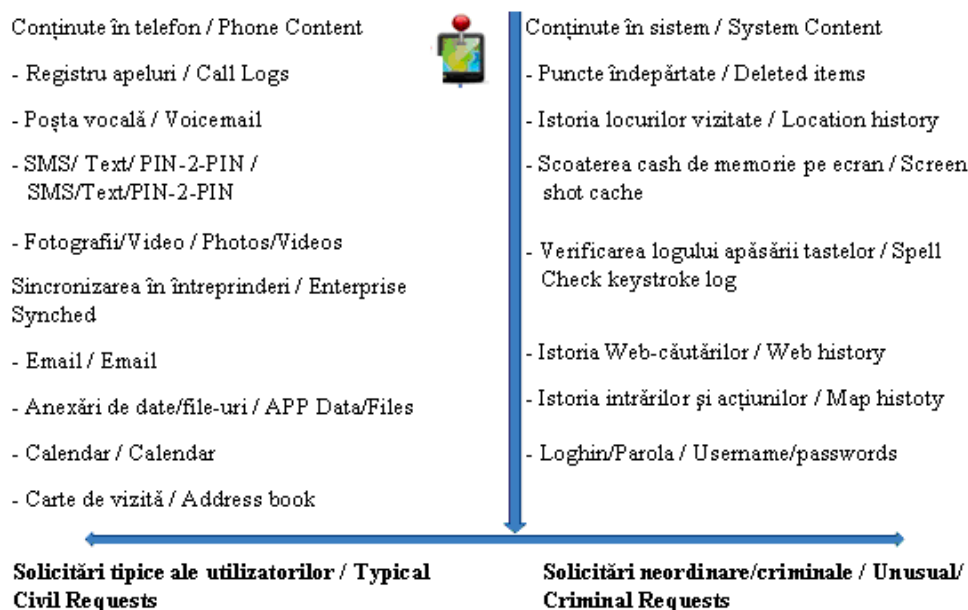 Conținute în telefon / Phone Content
- Registru apeluri / Call Logs
- Poșta vocală / Voicemail
- SMS/ Text/ PIN-2-PIN /
SMS/Text/PIN-2-PIN
- Fotografii/Video / Photos/Videos
Sincronizarea în întreprinderi / Enterprise
Synched
- Email / Email
- Anexări de date/file-uri / APP Data/Files
- Calendar / Calendar
- Carte de vizită / Address book
Solicitări tipice ale utilizatorilor / Typical
Civil Requests
Conținute în sistem / System Content
- Puncte îndepărtate / Deleted items
- Istoria locurilor vizitate / Location history
- Scoaterea cash de memorie pe ecran / Screen
shot cache
- Verificarea logului apăsării tastelor / Spell
Check keystroke log
- Istoria Web-căutărilor / Web history
- Istoria intrărilor și acțiunilor / Map histoty
- Loghin/Parola / Username/passwords
Solicitări neordinare/criminale / Unusual/
Criminal Requests